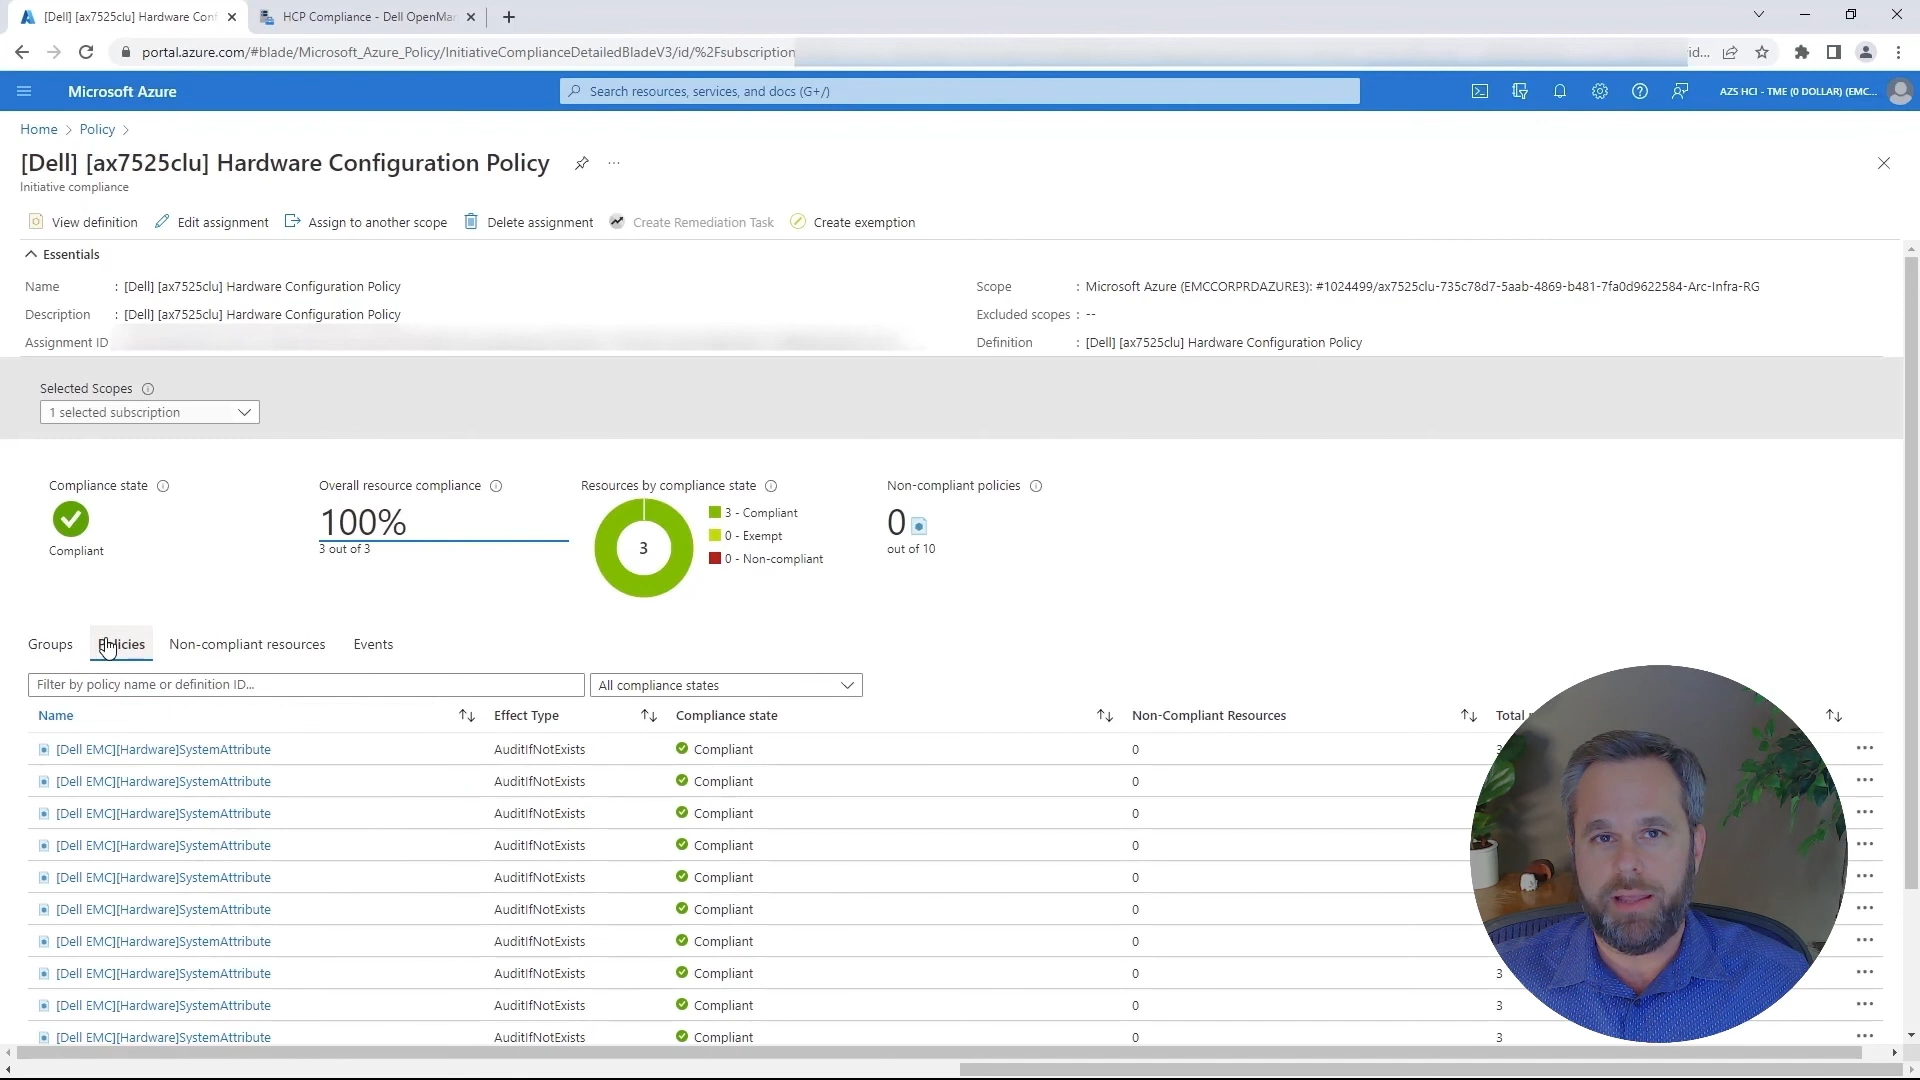 [Dell] [ax7525clu] Hardware Conf
HCP Compliance - Dell OpenMan
portal.azure.com/#blade/Microsoft_Azure_Policy/InitiativeComplianceDetailedBladeV3/id/%2Fsubscription
id...
Microsoft Azure
Search resources, services, and docs (G+/)
AZS HCI - TME (0 DOLLAR) (EMC...
Home > Policy >
[Dell] [ax7525clu] Hardware Configuration Policy
Initiative compliance
View definition Edit assignment Assign to another scope Delete assignment Create Remediation Task Create exemption
Essentials
Name : [Dell] [ax7525clu] Hardware Configuration Policy Scope : Microsoft Azure (EMCCORPRDAZURE3): #1024499/ax7525clu-735c78d7-5aab-4869-b481-7fa0d9622584-Arc-Infra-RG
Description : [Dell] [ax7525clu] Hardware Configuration Policy Excluded scopes : --
Assignment ID Definition : [Dell] [ax7525clu] Hardware Configuration Policy
Selected Scopes
1 selected subscription
Compliance state Overall resource compliance Resources by compliance state Non-compliant policies
Compliant
100%
3 out of 3
3
3 - Compliant
0 - Exempt
0 - Non-compliant
0
out of 10
Groups Policies Non-compliant resources Events
Filter by policy name or definition ID... All compliance states
Name Effect Type Compliance state Non-Compliant Resources Total
[Dell EMC][Hardware]SystemAttribute AuditIfNotExists Compliant 0 3
[Dell EMC][Hardware]SystemAttribute AuditIfNotExists Compliant 0
[Dell EMC][Hardware]SystemAttribute AuditIfNotExists Compliant 0
[Dell EMC][Hardware]SystemAttribute AuditIfNotExists Compliant 0
[Dell EMC][Hardware]SystemAttribute AuditIfNotExists Compliant 0
[Dell EMC][Hardware]SystemAttribute AuditIfNotExists Compliant 0
[Dell EMC][Hardware]SystemAttribute AuditIfNotExists Compliant 0
[Dell EMC][Hardware]SystemAttribute AuditIfNotExists Compliant 0 3
[Dell EMC][Hardware]SystemAttribute AuditIfNotExists Compliant 0 3
[Dell EMC][Hardware]SystemAttribute AuditIfNotExists Compliant 0 3